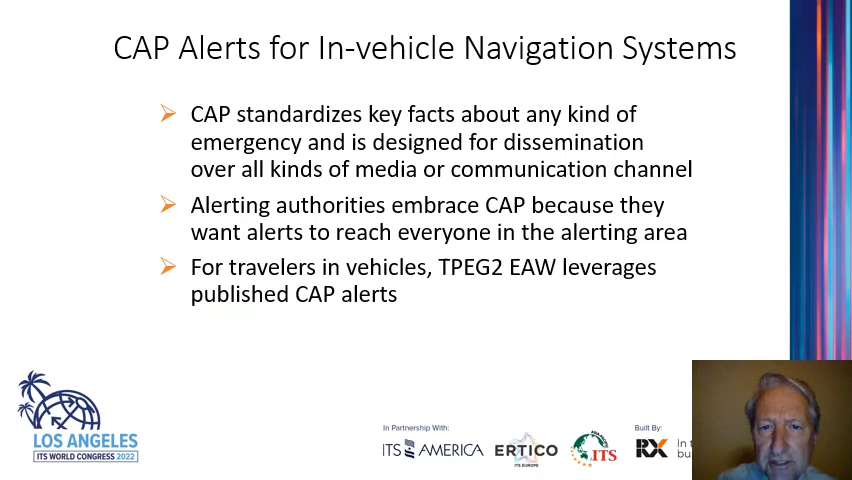 CAP Alerts for In-vehicle Navigation Systems
CAP standardizes key facts about any kind of
emergency and is designed for dissemination
over all kinds of media or communication channel
Alerting authorities embrace CAP because they
want alerts to reach everyone in the alerting area
For travelers in vehicles, TPEG2 EAW leverages
published CAP alerts
LOS ANGELES
ITS WORLD CONGRESS 2022
In Partnership With:
ITS AMERICA
ERTICO
ITS EUROPE
ITS
Built By:
RX
In t
bu